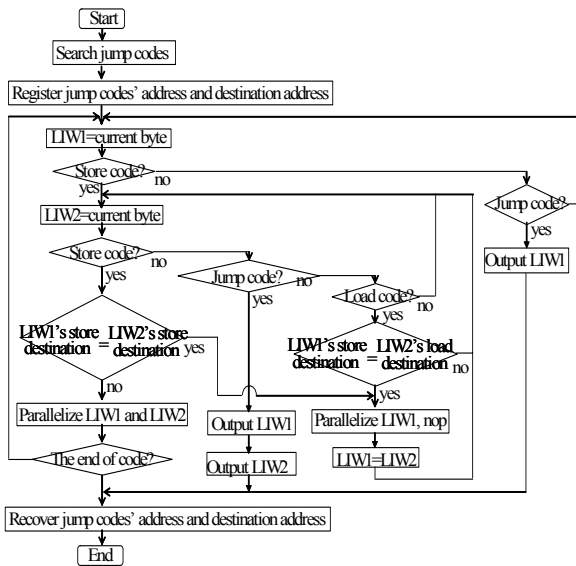 Start
Search jump codes
Register jump codes' address and destination address
LIW1=current byte
Store code?
no
yes
LIW2=current byte
Jump code?
yes
Output LIW1
Store code?
no
yes
Jump code?
no
yes
Load code?
no
yes
LIW1's store destination = LIW2's store destination
yes
no
LIW1's store destination = LIW2's load destination
no
yes
Parallelize LIW1 and LIW2
Output LIW1
Parallelize LIW1, nop
The end of code?
Output LIW2
LIW1=LIW2
Recover jump codes' address and destination address
End